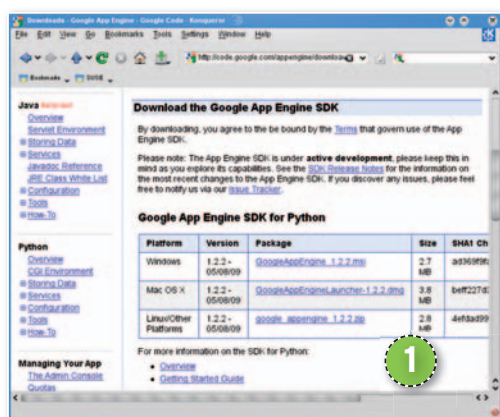 Downloads - Google App Engine - Google Code - Konqueror
File Edit View Go Bookmarks Tools Settings Window Help
http://code.google.com/appengine/downloads
Bookmarks SUSE
Java
Overview
Servlet Environment
Storing Data
Services
Javadoc Reference
JRE Class White List
Configuration
Tools
How-To
Python
Overview
CGI Environment
Storing Data
Services
Configuration
Tools
How-To
Managing Your App
The Admin Console
Quotas
Download the Google App Engine SDK
By downloading, you agree to the be bound by the Terms that govern use of the App
Engine SDK.
Please note: The App Engine SDK is under active development, please keep this in
mind as you explore its capabilities. See the SDK Release Notes for the information on
the most recent changes to the App Engine SDK. If you discover any issues, please feel
free to notify us via our Issue Tracker.
Google App Engine SDK for Python
Platform Version Package Size SHA1 Ch
Windows 1.2.2 - 05/08/09 GoogleAppEngine_1.2.2.msi 2.7 MB
Mac OS X 1.2.2 - 05/08/09 GoogleAppEngineLauncher-1.2.2.dmg 3.8 MB
Linux/Other Platforms 1.2.2 - 05/08/09 google_appengine_1.2.2.zip 2.8 MB
For more information on the SDK for Python:
Overview
Getting Started Guide
1